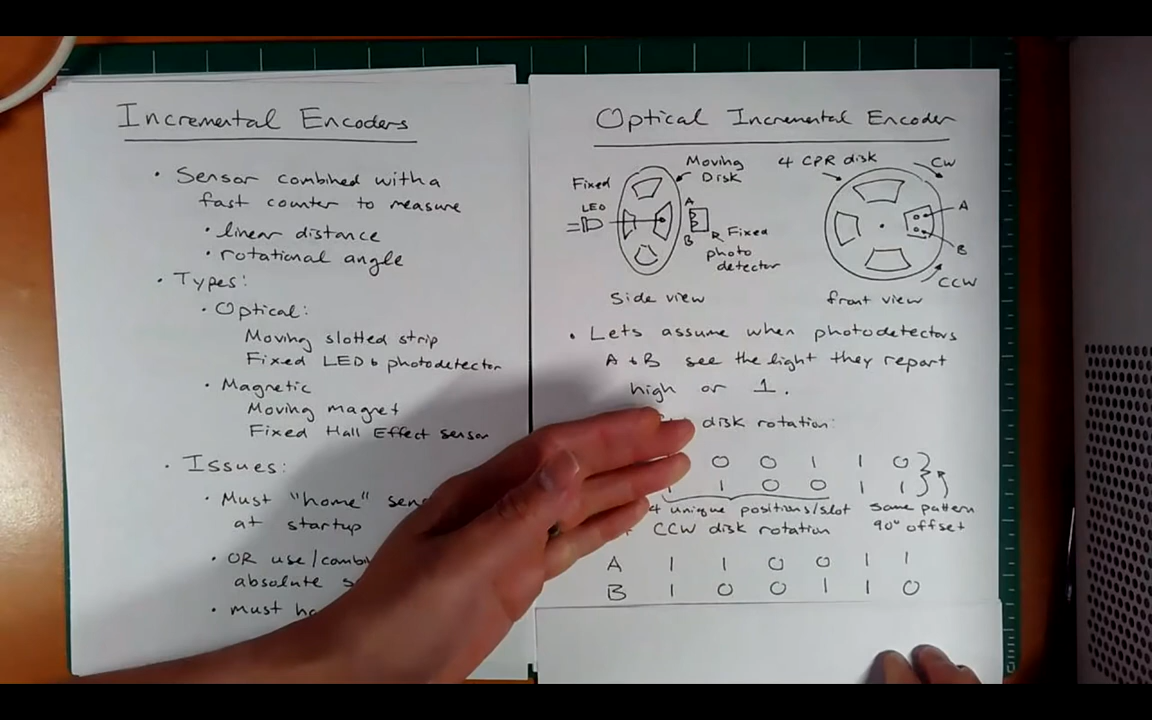 Incremental Encoders
• Sensor combined with a
fast counter to measure
• linear distance
• rotational angle
• Types:
• Optical:
Moving slotted strip
Fixed LED & photodetector
• Magnetic
Moving magnet
Fixed Hall Effect sensor
• Issues:
• Must "home"
at startup
• OR
absolute
• must
Optical Incremental Encoder
Fixed
LED
Moving
Disk
A
B
Fixed
photo
detector
Side view
4 CPR disk
CW
A
B
CCW
front view
• Lets assume when photodetectors
A & B see the light they report
high or 1.
disk rotation:
0 0 1 1 0
1 1 0 0 1 1
4 unique positions/slot
same pattern
90° offset
CCW disk rotation
A 1 1 0 0 1 1
B 1 0 0 1 1 0